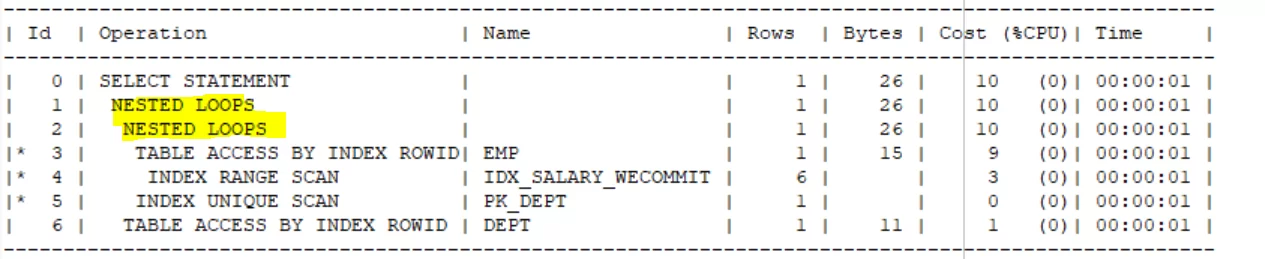 | Id | Operation | Name | Rows | Bytes | Cost (%CPU)| Time |
| 0 | SELECT STATEMENT | | 1 | 26 | 10 (0)| 00:00:01 |
| 1 | NESTED LOOPS | | 1 | 26 | 10 (0)| 00:00:01 |
| 2 | NESTED LOOPS | | 1 | 26 | 10 (0)| 00:00:01 |
|* 3 | TABLE ACCESS BY INDEX ROWID| EMP | 1 | 15 | 9 (0)| 00:00:01 |
|* 4 | INDEX RANGE SCAN | IDX_SALARY_WECOMMIT | 6 | | 3 (0)| 00:00:01 |
|* 5 | INDEX UNIQUE SCAN | PK_DEPT | 1 | | 0 (0)| 00:00:01 |
| 6 | TABLE ACCESS BY INDEX ROWID | DEPT | 1 | 11 | 1 (0)| 00:00:01 |